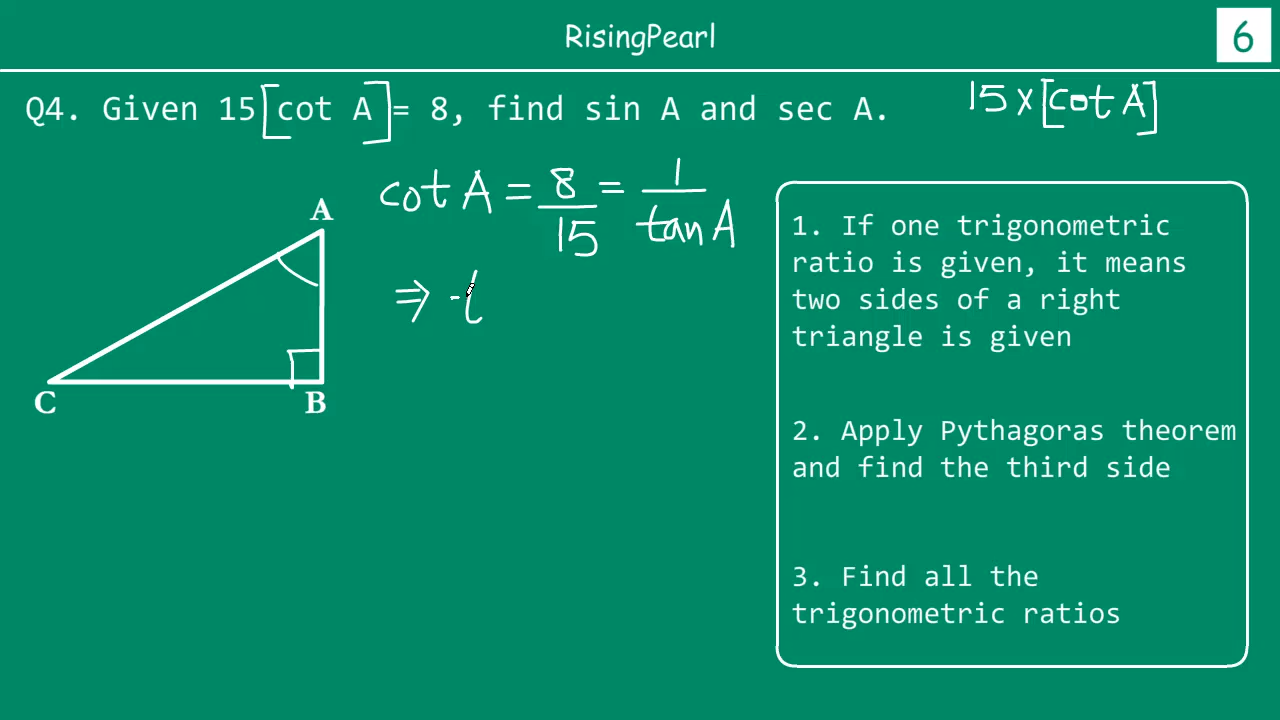 RisingPearl
6
Q4. Given 15[cot A]= 8, find sin A and sec A.
15×[cot A]
cot A = 8/15 = 1/tan A
⇒ t
A
C
B
1. If one trigonometric
ratio is given, it means
two sides of a right
triangle is given
2. Apply Pythagoras theorem
and find the third side
3. Find all the
trigonometric ratios